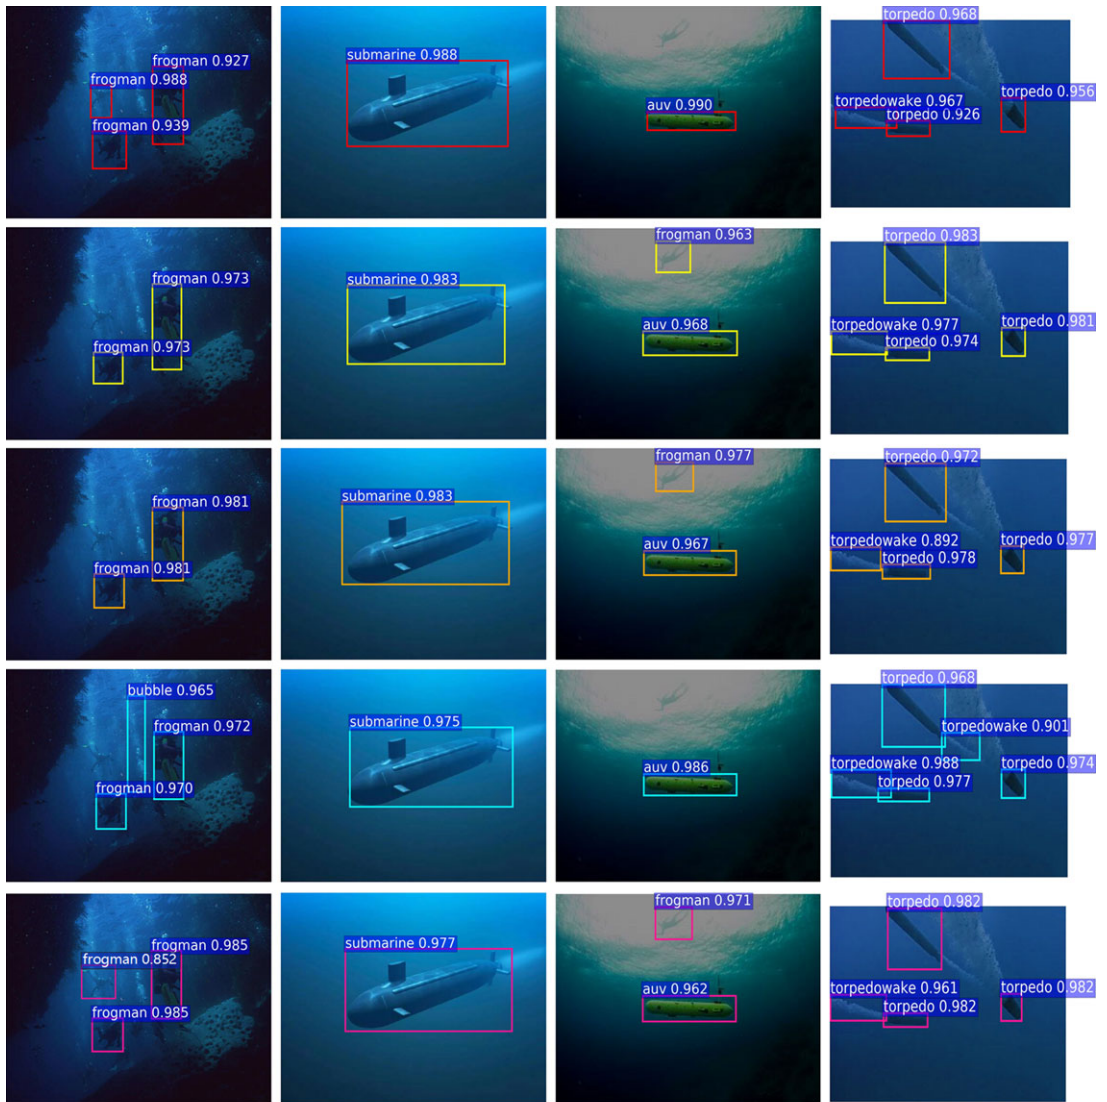 frogman 0.927
frogman 0.988
frogman 0.939
submarine 0.988
auv 0.990
torpedo 0.968
torpedo 0.956
torpedowake 0.967
torpedo 0.926
frogman 0.973
frogman 0.973
submarine 0.983
frogman 0.963
auv 0.968
torpedo 0.983
torpedowake 0.977
torpedo 0.981
torpedo 0.974
frogman 0.981
frogman 0.981
submarine 0.983
frogman 0.977
auv 0.967
torpedo 0.972
torpedowake 0.892
torpedo 0.977
torpedo 0.978
bubble 0.965
frogman 0.972
frogman 0.970
submarine 0.975
auv 0.986
torpedo 0.968
torpedowake 0.901
torpedowake 0.988
torpedo 0.974
torpedo 0.977
frogman 0.985
frogman 0.852
frogman 0.985
submarine 0.977
frogman 0.971
auv 0.962
torpedo 0.982
torpedowake 0.961
torpedo 0.982
torpedo 0.982